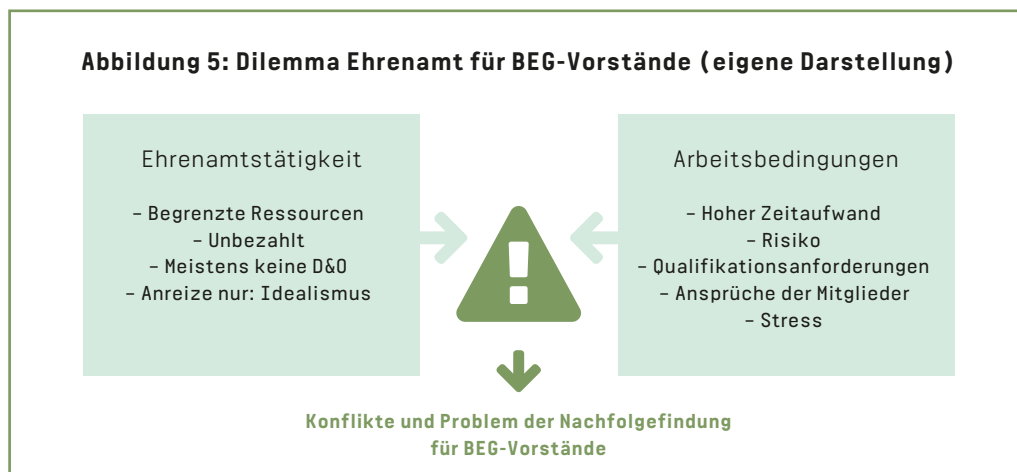 Abbildung 5: Dilemma Ehrenamt für BEG-Vorstände (eigene Darstellung)
Ehrenamtstätigkeit
– Begrenzte Ressourcen
– Unbezahlt
– Meistens keine D&O
– Anreize nur: Idealismus
Arbeitsbedingungen
– Hoher Zeitaufwand
– Risiko
– Qualifikationsanforderungen
– Ansprüche der Mitglieder
– Stress
!
Konflikte und Problem der Nachfolgefindung
für BEG-Vorstände